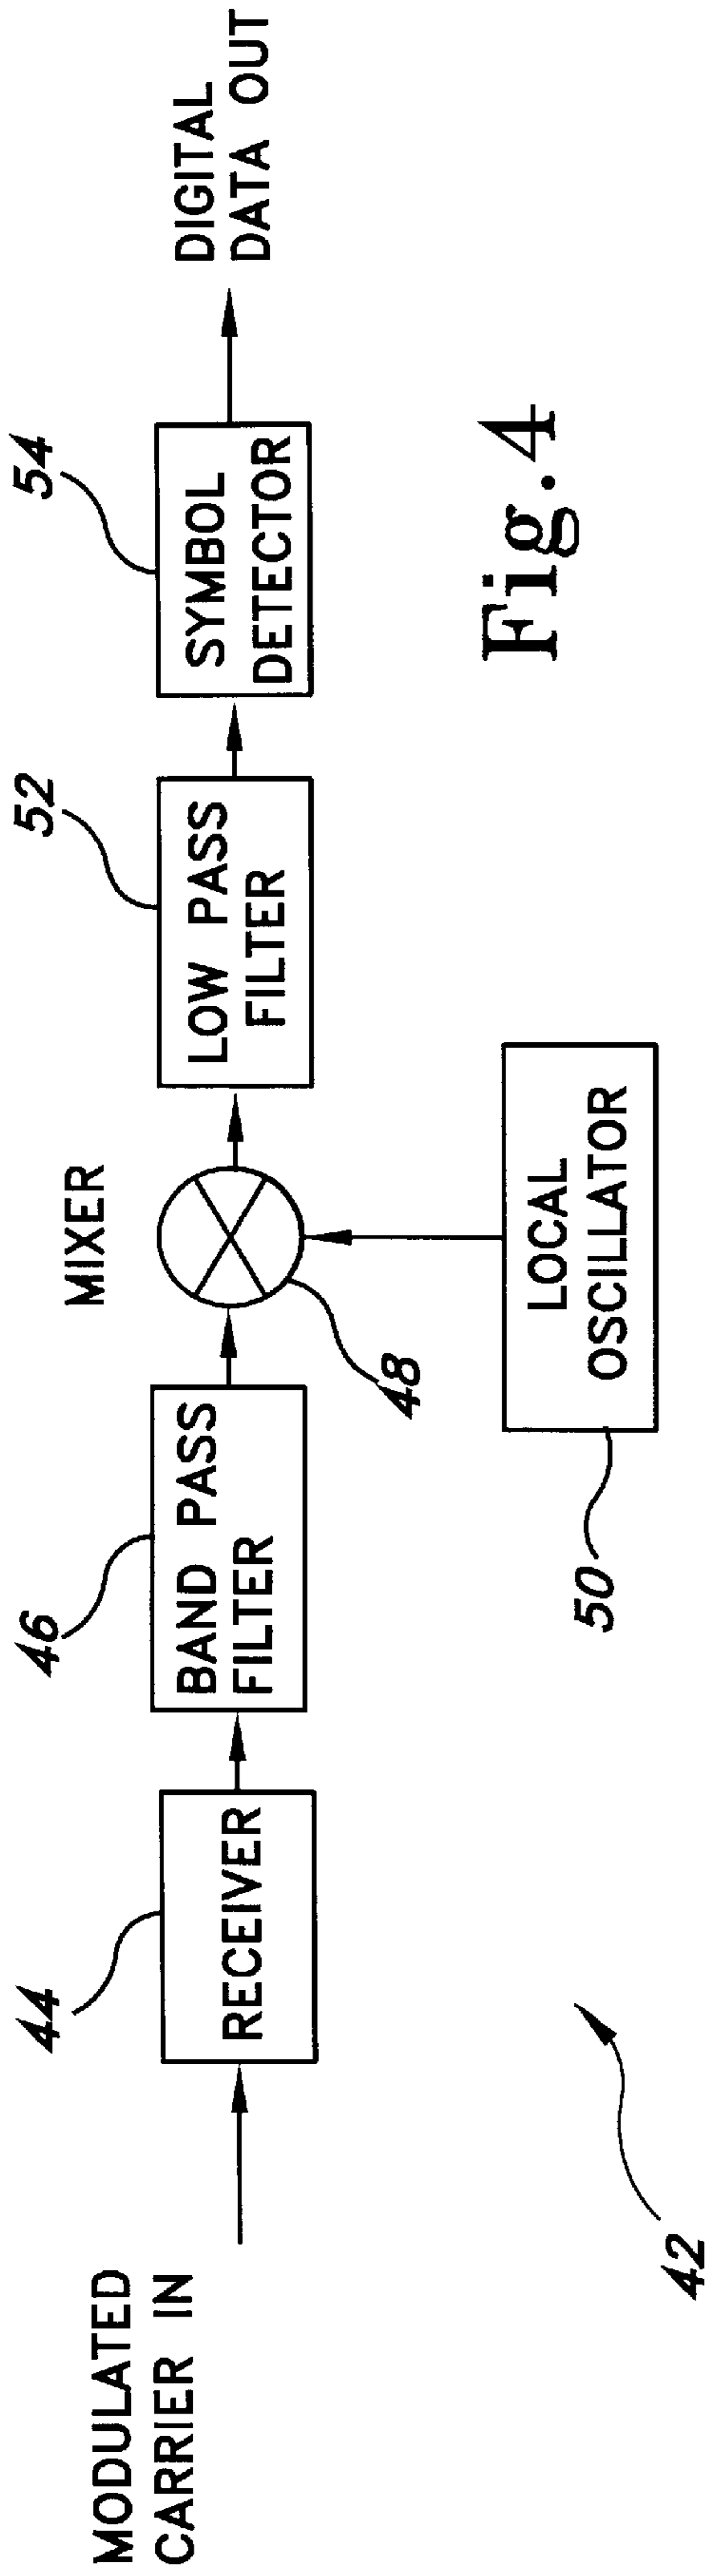 MODULATED
CARRIER IN
44
RECEIVER
46
BAND PASS
FILTER
MIXER
48
LOCAL
OSCILLATOR
50
52
LOW PASS
FILTER
54
SYMBOL
DETECTOR
DIGITAL
DATA OUT
42
Fig.4